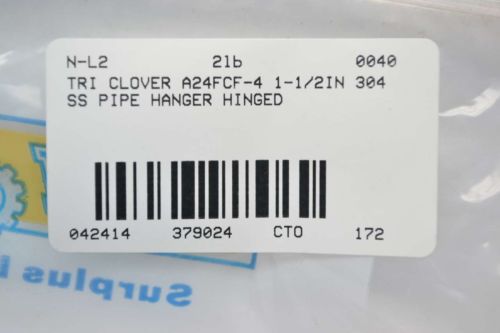 N-L2 2lb 0040
TRI CLOVER A24FCF-4 1-1/2IN 304
SS PIPE HANGER HINGED
042414 379024 CTO 172
Surplus